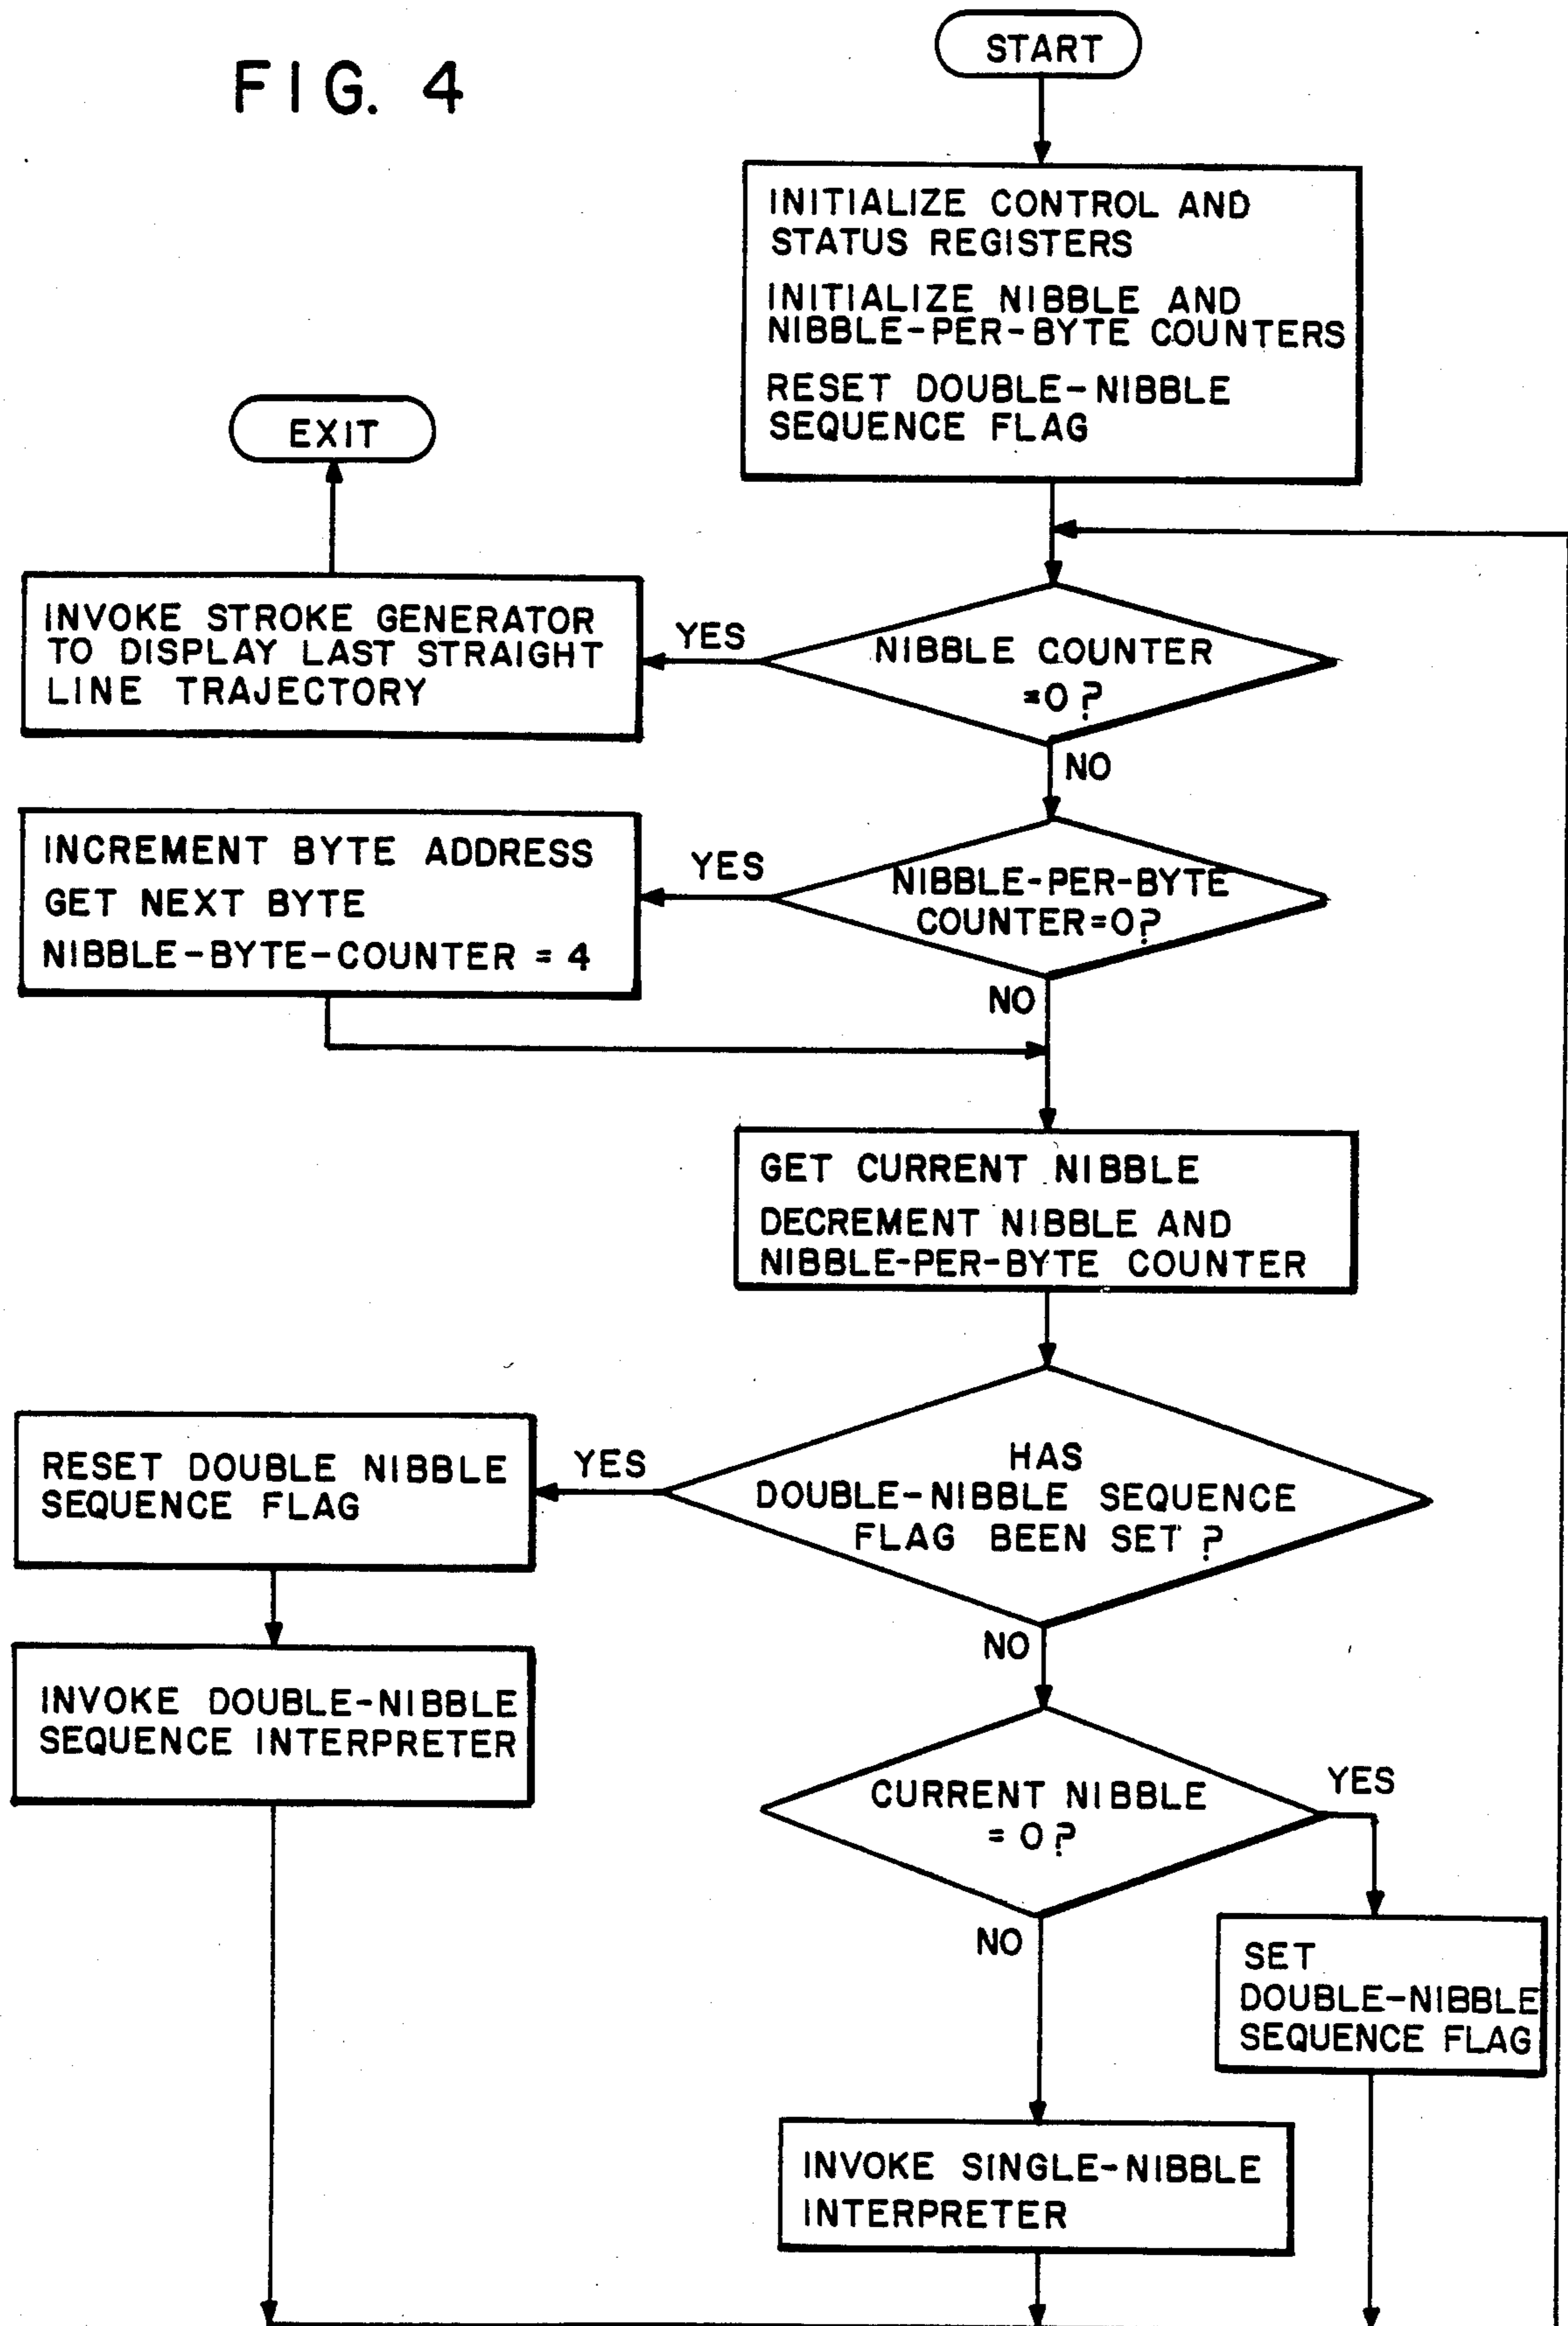 FIG. 4
START
INITIALIZE CONTROL AND
STATUS REGISTERS
INITIALIZE NIBBLE AND
NIBBLE-PER-BYTE COUNTERS
RESET DOUBLE-NIBBLE
SEQUENCE FLAG
EXIT
INVOKE STROKE GENERATOR
TO DISPLAY LAST STRAIGHT
LINE TRAJECTORY
YES
NIBBLE COUNTER
=0?
NO
INCREMENT BYTE ADDRESS
GET NEXT BYTE
NIBBLE-BYTE-COUNTER = 4
YES
NIBBLE-PER-BYTE
COUNTER=0?
NO
GET CURRENT NIBBLE
DECREMENT NIBBLE AND
NIBBLE-PER-BYTE COUNTER
RESET DOUBLE NIBBLE
SEQUENCE FLAG
YES
HAS
DOUBLE-NIBBLE SEQUENCE
FLAG BEEN SET ?
NO
INVOKE DOUBLE-NIBBLE
SEQUENCE INTERPRETER
CURRENT NIBBLE
= 0?
YES
NO
SET
DOUBLE-NIBBLE
SEQUENCE FLAG
INVOKE SINGLE-NIBBLE
INTERPRETER